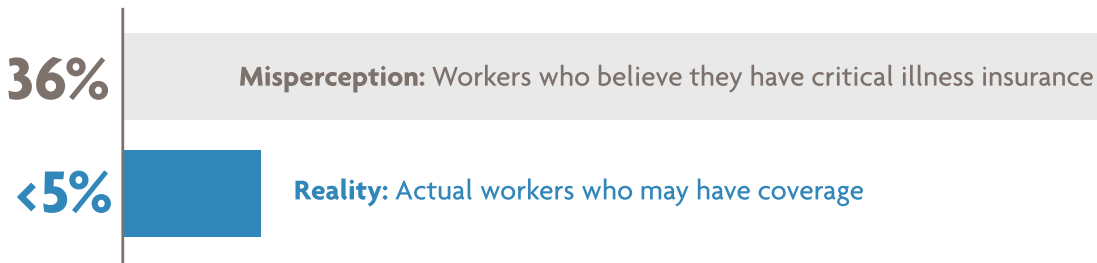 36%
Misperception: Workers who believe they have critical illness insurance
<5%
Reality: Actual workers who may have coverage